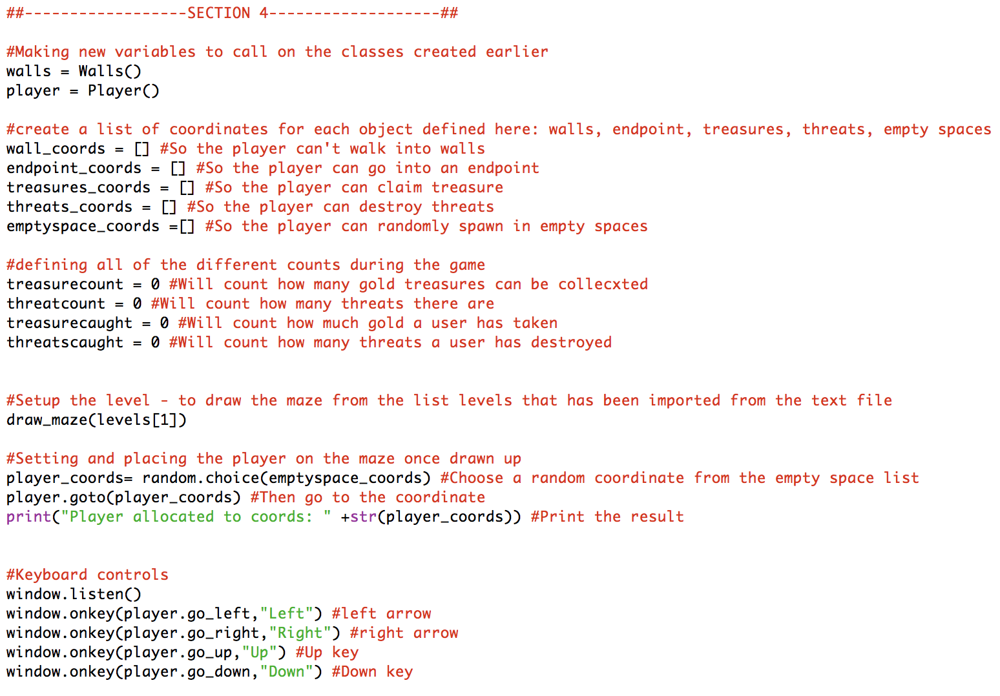 ##------------------SECTION 4-------------------##
#Making new variables to call on the classes created earlier
walls = Walls()
player = Player()
#create a list of coordinates for each object defined here: walls, endpoint, treasures, threats, empty spaces
wall_coords = [] #So the player can't walk into walls
endpoint_coords = [] #So the player can go into an endpoint
treasures_coords = [] #So the player can claim treasure
threats_coords = [] #So the player can destroy threats
emptyspace_coords =[] #So the player can randomly spawn in empty spaces
#defining all of the different counts during the game
treasurecount = 0 #Will count how many gold treasures can be collecxted
threatcount = 0 #Will count how many threats there are
treasurecaught = 0 #Will count how much gold a user has taken
threatscaught = 0 #Will count how many threats a user has destroyed
#Setup the level - to draw the maze from the list levels that has been imported from the text file
draw_maze(levels[1])
#Setting and placing the player on the maze once drawn up
player_coords= random.choice(emptyspace_coords) #Choose a random coordinate from the empty space list
player.goto(player_coords) #Then go to the coordinate
print("Player allocated to coords: " +str(player_coords)) #Print the result
#Keyboard controls
window.listen()
window.onkey(player.go_left,"Left") #left arrow
window.onkey(player.go_right,"Right") #right arrow
window.onkey(player.go_up,"Up") #Up key
window.onkey(player.go_down,"Down") #Down key